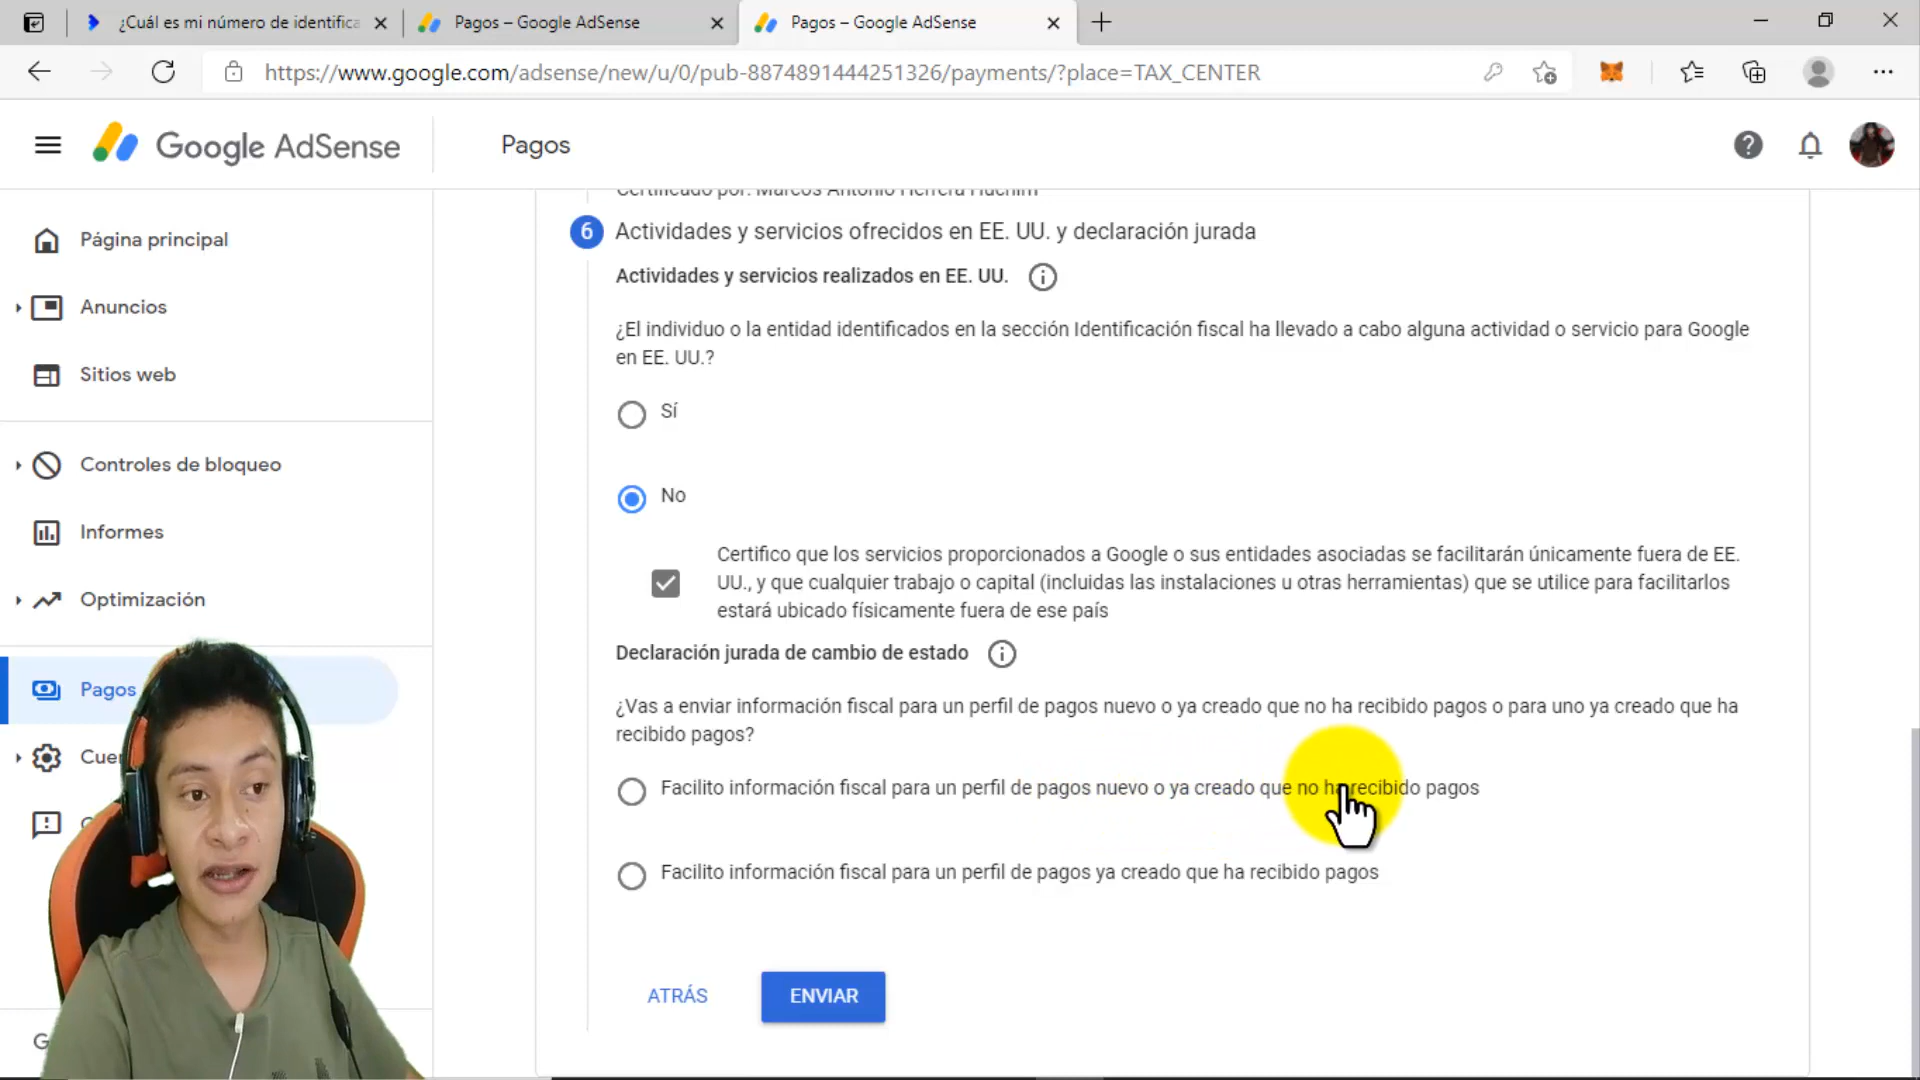 ¿Cuál es mi número de identifica
Pagos – Google AdSense
Pagos – Google AdSense
https://www.google.com/adsense/new/u/0/pub-8874891444251326/payments/?place=TAX_CENTER
Google AdSense
Pagos
Página principal
Anuncios
Sitios web
Controles de bloqueo
Informes
Optimización
Pagos
Cuen
G
Certificado por: Marcos Antonio Herrera Huchim
6 Actividades y servicios ofrecidos en EE. UU. y declaración jurada
Actividades y servicios realizados en EE. UU.
¿El individuo o la entidad identificados en la sección Identificación fiscal ha llevado a cabo alguna actividad o servicio para Google
en EE. UU.?
Sí
No
Certifico que los servicios proporcionados a Google o sus entidades asociadas se facilitarán únicamente fuera de EE.
UU., y que cualquier trabajo o capital (incluidas las instalaciones u otras herramientas) que se utilice para facilitarlos
estará ubicado físicamente fuera de ese país
Declaración jurada de cambio de estado
¿Vas a enviar información fiscal para un perfil de pagos nuevo o ya creado que no ha recibido pagos o para uno ya creado que ha
recibido pagos?
Facilito información fiscal para un perfil de pagos nuevo o ya creado que no ha recibido pagos
Facilito información fiscal para un perfil de pagos ya creado que ha recibido pagos
ATRÁS
ENVIAR